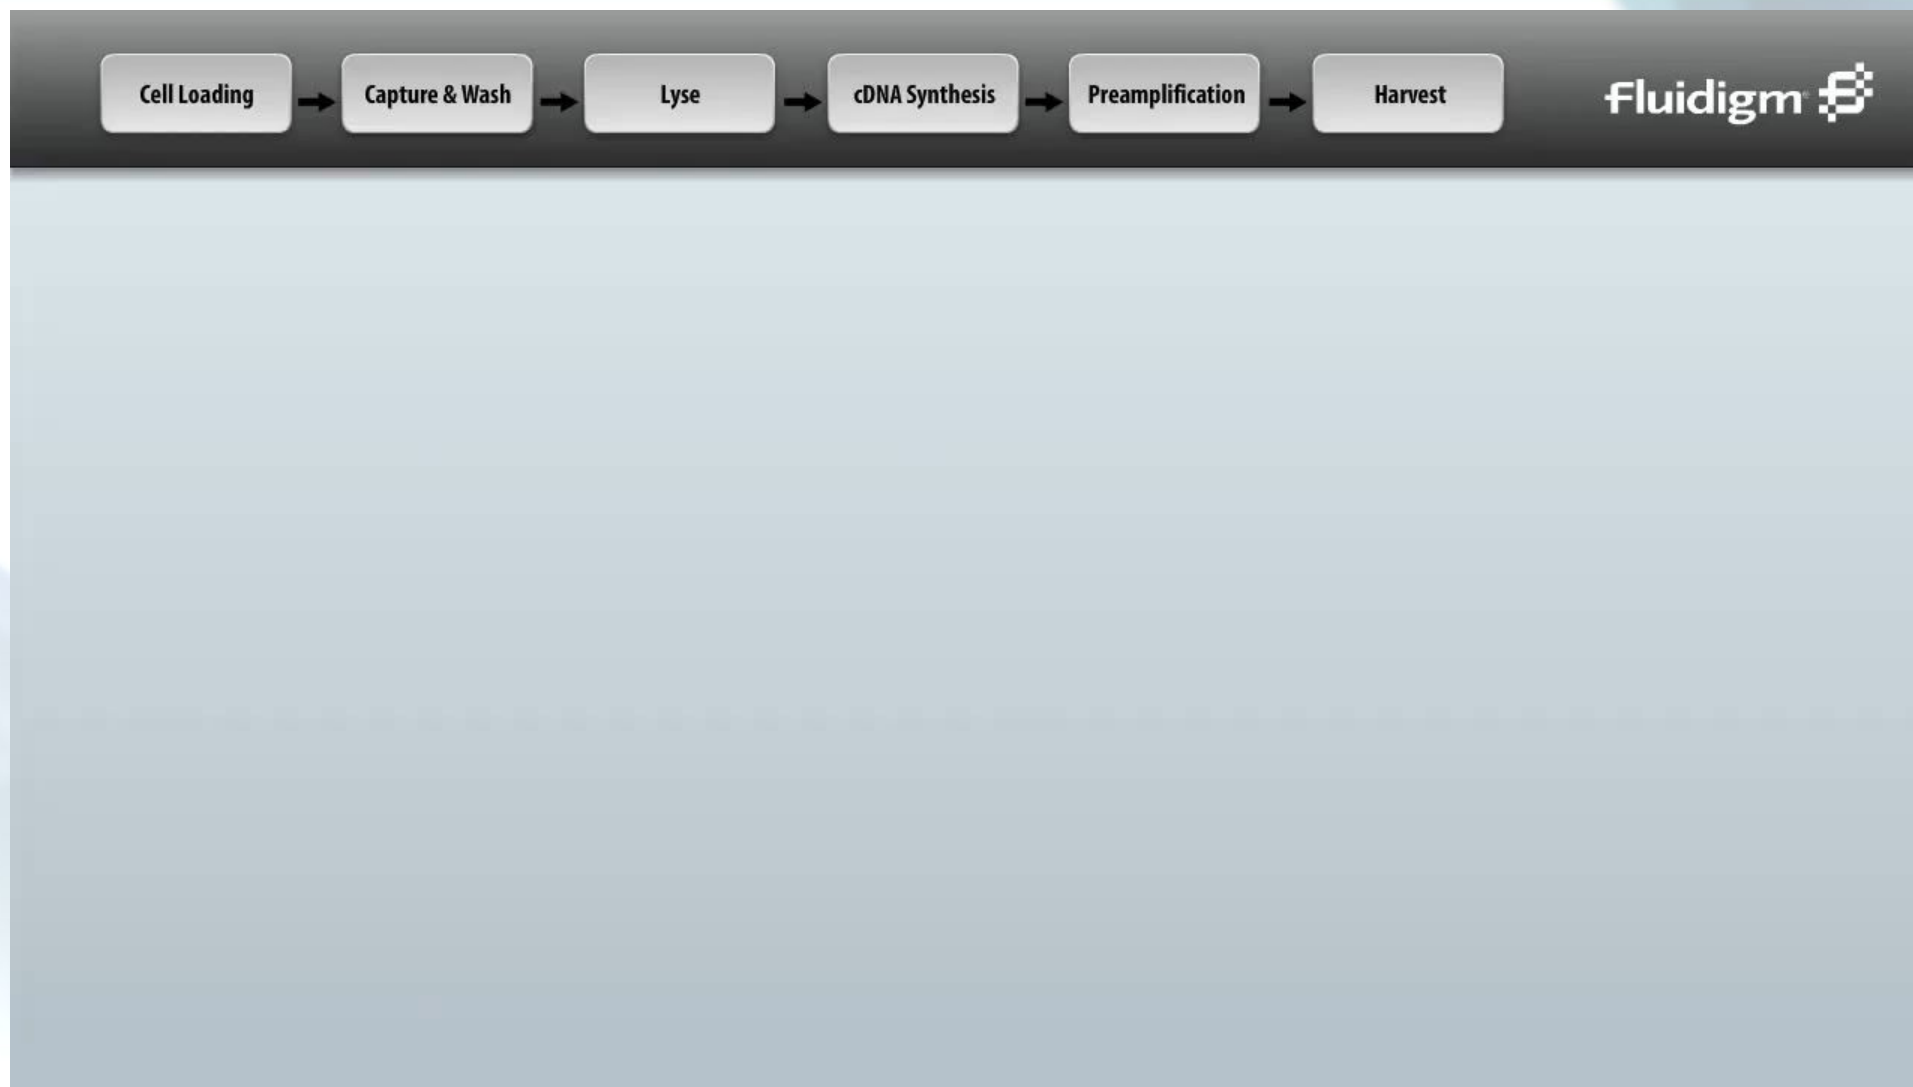 Cell Loading
Capture & Wash
Lyse
cDNA Synthesis
Preamplification
Harvest
Fluidigm